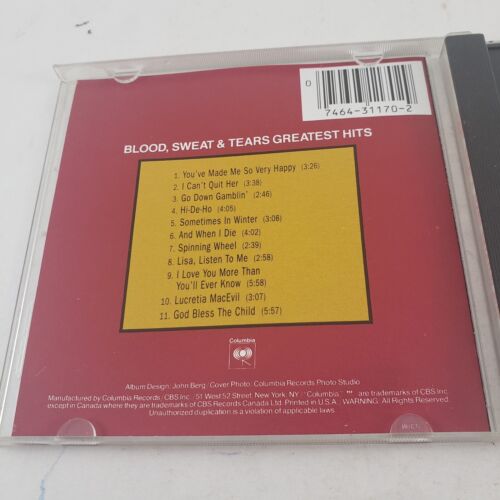 0
7464-31170-2
BLOOD, SWEAT & TEARS GREATEST HITS
1. You've Made Me So Very Happy (3:26)
2. I Can't Quit Her (3:38)
3. Go Down Gamblin' (2:46)
4. Hi-De-Ho (4:05)
5. Sometimes In Winter (3:06)
6. And When I Die (4:02)
7. Spinning Wheel (2:39)
8. Lisa, Listen To Me (2:58)
9. I Love You More Than
You'll Ever Know (5:58)
10. Lucretia MacEvil (3:07)
11. God Bless The Child (5:57)
Columbia
Album Design: John Berg/Cover Photo: Columbia Records Photo Studio
Manufactured by Columbia Records/CBS Inc./51 West 52 Street, New York, NY/"Columbia," are trademarks of CBS Inc.
except in Canada where they are trademarks of CBS Records Canada Ltd. Printed in U.S.A./WARNING: All Rights Reserved.
Unauthorized duplication is a violation of applicable laws.